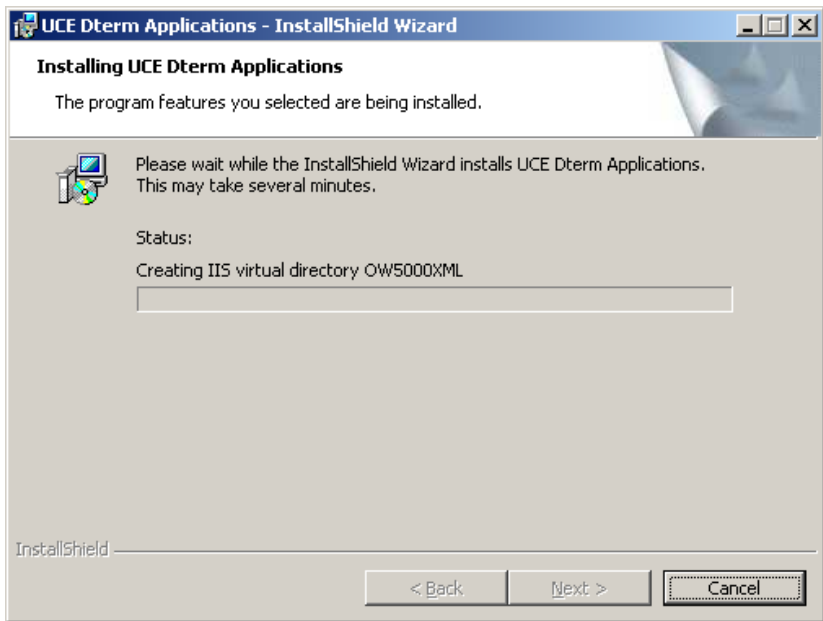 UCE Dterm Applications - InstallShield Wizard
Installing UCE Dterm Applications
The program features you selected are being installed.
Please wait while the InstallShield Wizard installs UCE Dterm Applications.
This may take several minutes.
Status:
Creating IIS virtual directory OW5000XML
InstallShield
< Back
Next >
Cancel